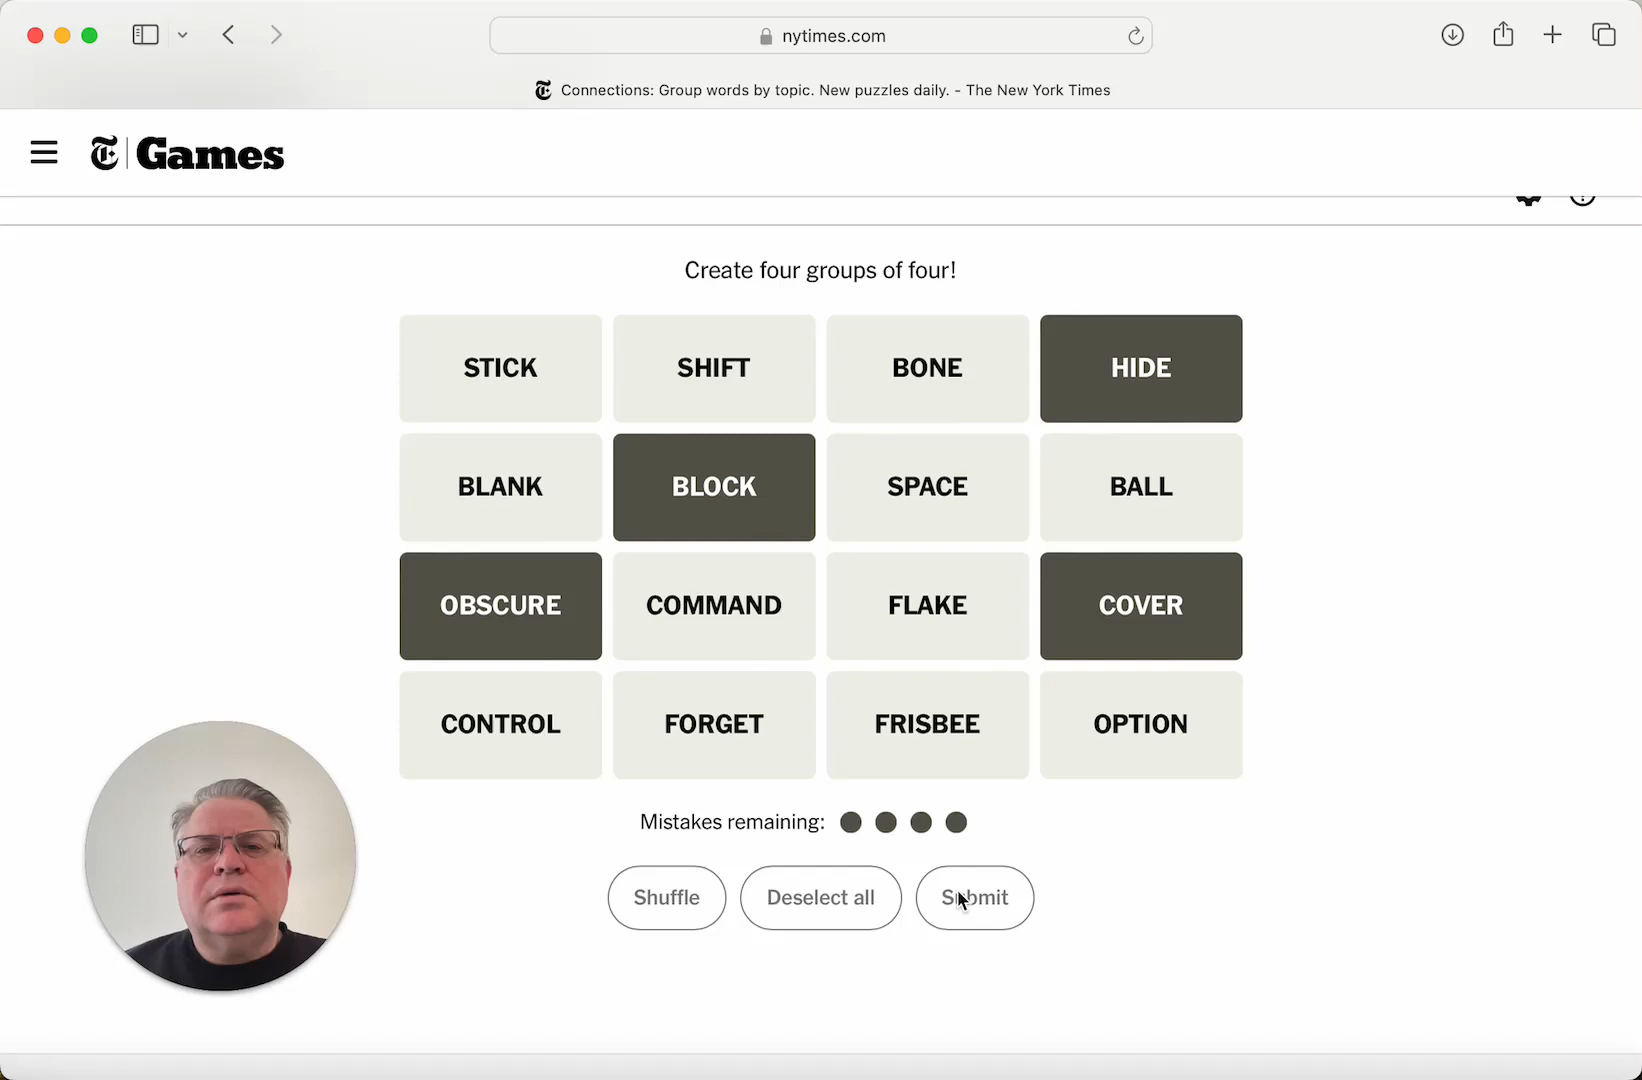 nytimes.com
Connections: Group words by topic. New puzzles daily. - The New York Times
Games
Create four groups of four!
STICK SHIFT BONE HIDE
BLANK BLOCK SPACE BALL
OBSCURE COMMAND FLAKE COVER
CONTROL FORGET FRISBEE OPTION
Mistakes remaining:
Shuffle Deselect all Submit